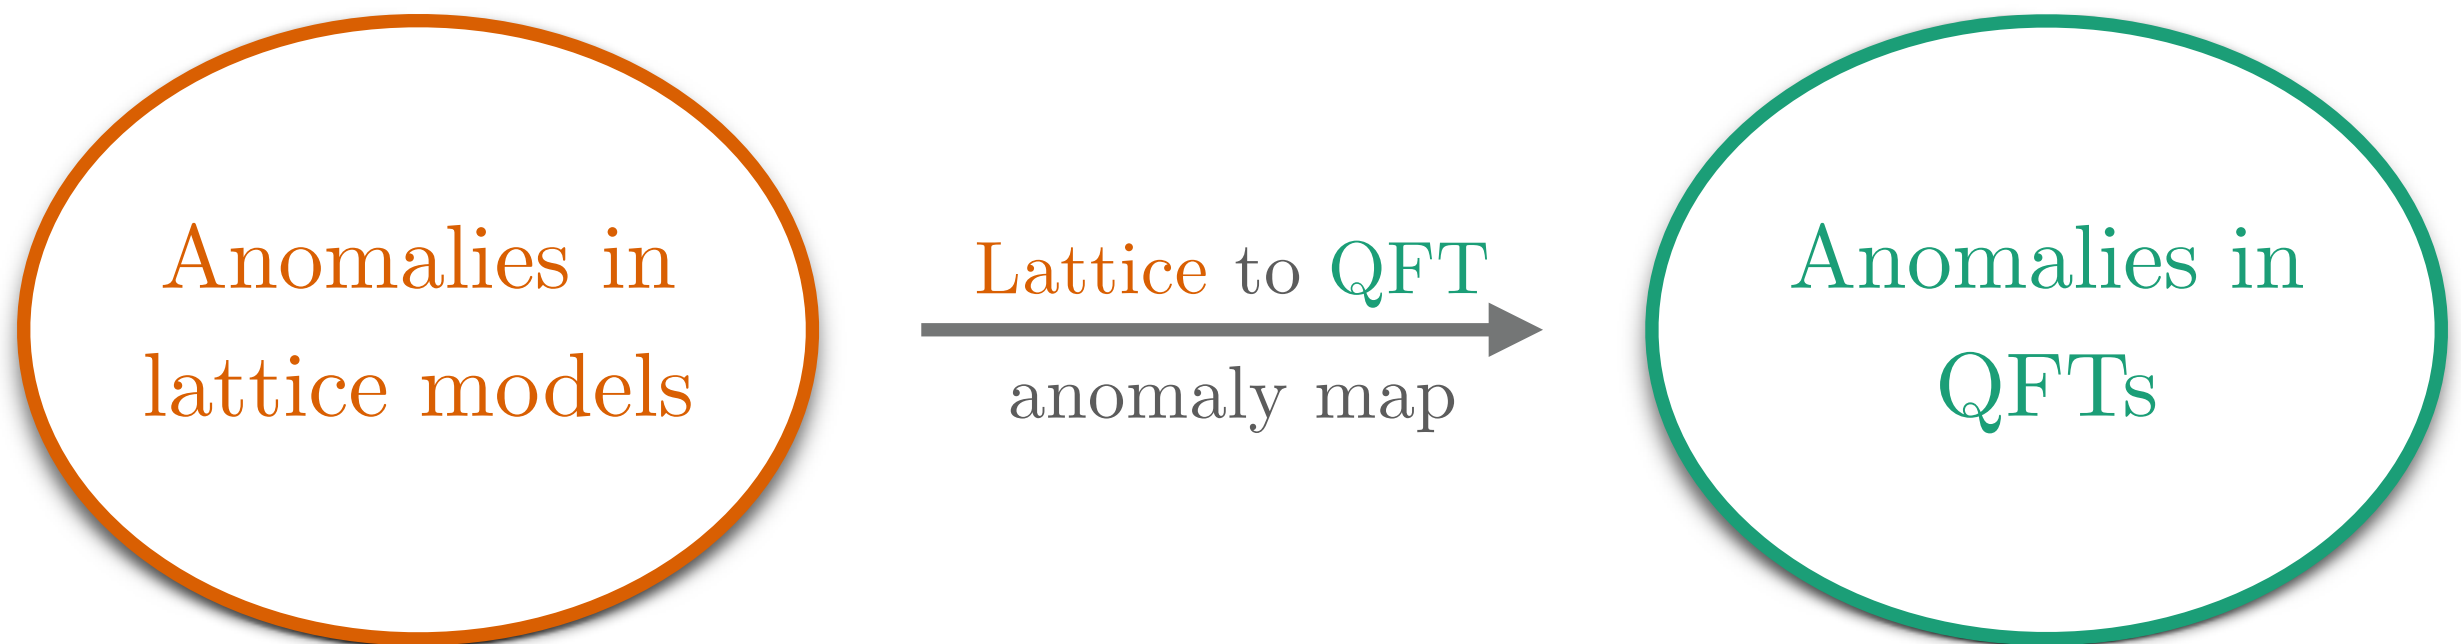 Anomalies in
lattice models
Lattice to QFT
anomaly map
Anomalies in
QFTs